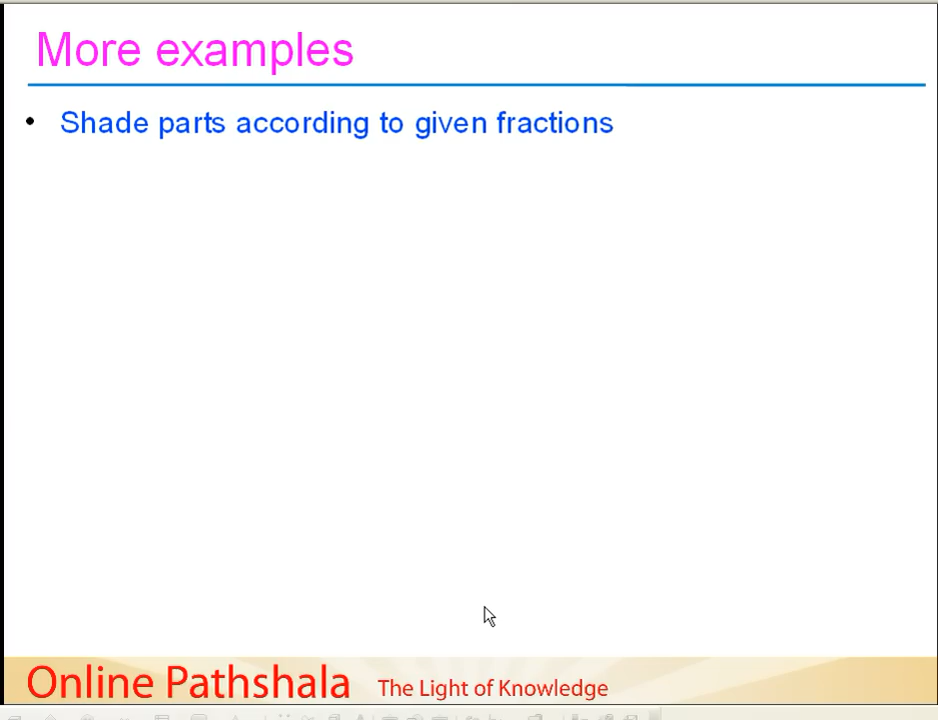 More examples
• Shade parts according to given fractions
Online Pathshala The Light of Knowledge